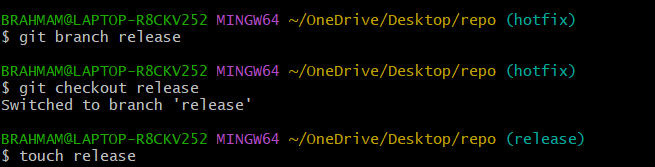 BRAHMAM@LAPTOP-R8CKV252 MINGW64 ~/OneDrive/Desktop/repo (hotfix)
$ git branch release
BRAHMAM@LAPTOP-R8CKV252 MINGW64 ~/OneDrive/Desktop/repo (hotfix)
$ git checkout release
Switched to branch 'release'
BRAHMAM@LAPTOP-R8CKV252 MINGW64 ~/OneDrive/Desktop/repo (release)
$ touch release